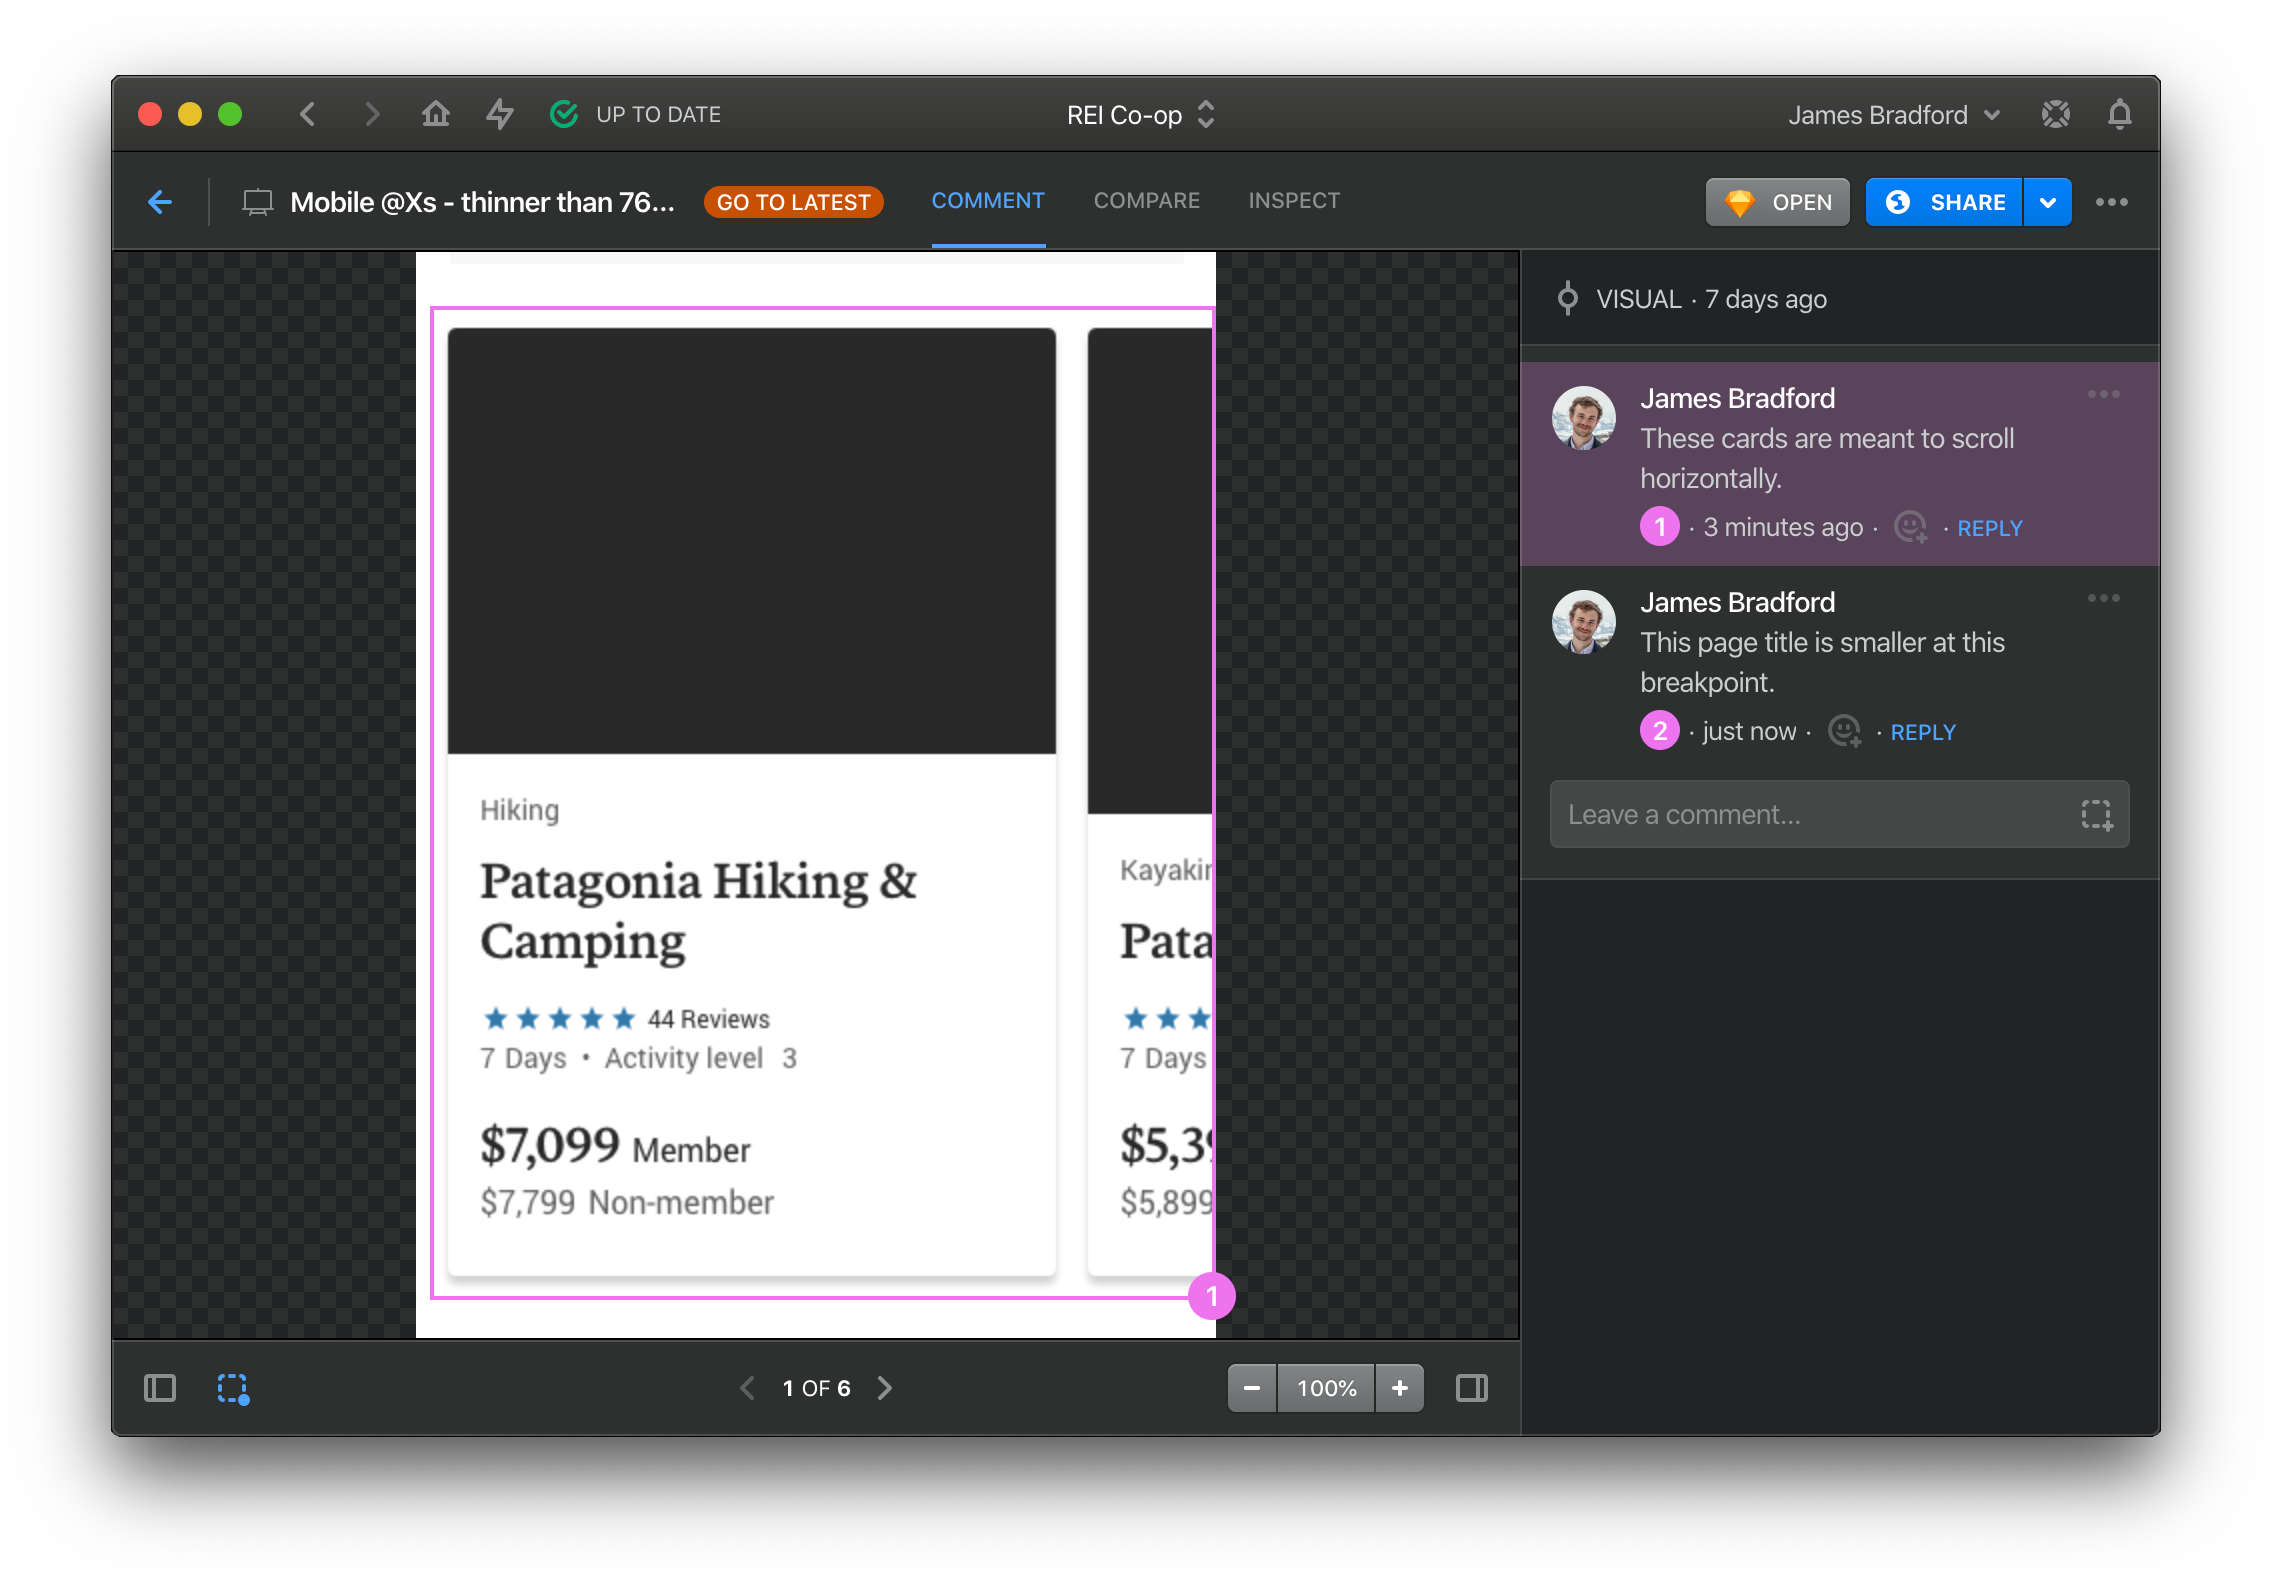 UP TO DATE
REI Co-op
James Bradford
Mobile @Xs - thinner than 76...
GO TO LATEST
COMMENT
COMPARE
INSPECT
OPEN
SHARE
Hiking
Patagonia Hiking &
Camping
44 Reviews
7 Days • Activity level 3
$7,099 Member
$7,799 Non-member
Kayakin
Pata
7 Days
$5,39
$5,899
1
VISUAL · 7 days ago
James Bradford
These cards are meant to scroll
horizontally.
1 · 3 minutes ago · · REPLY
James Bradford
This page title is smaller at this
breakpoint.
2 · just now · · REPLY
Leave a comment...
1 OF 6
100%